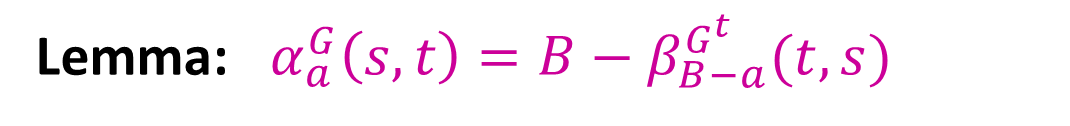 Lemma: α_a^G(s, t) = B − β_{B−a}^{G^t}(t, s)